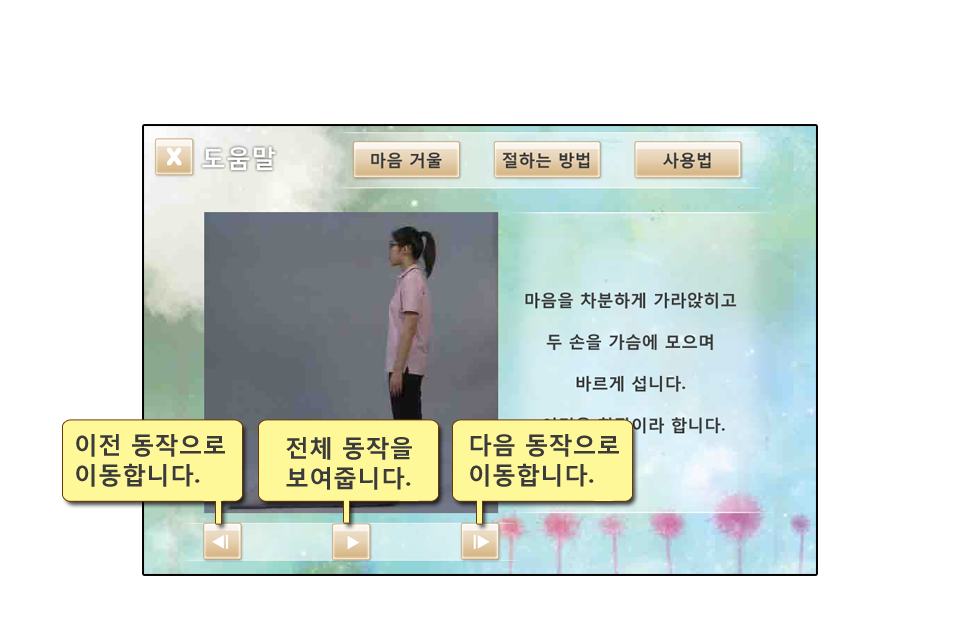 X 도움말
마음 거울
절하는 방법
사용법
마음을 차분하게 가라앉히고
두 손을 가슴에 모으며
바르게 섭니다.
이라 합니다.
이전 동작으로
이동합니다.
전체 동작을
보여줍니다.
다음 동작으로
이동합니다.